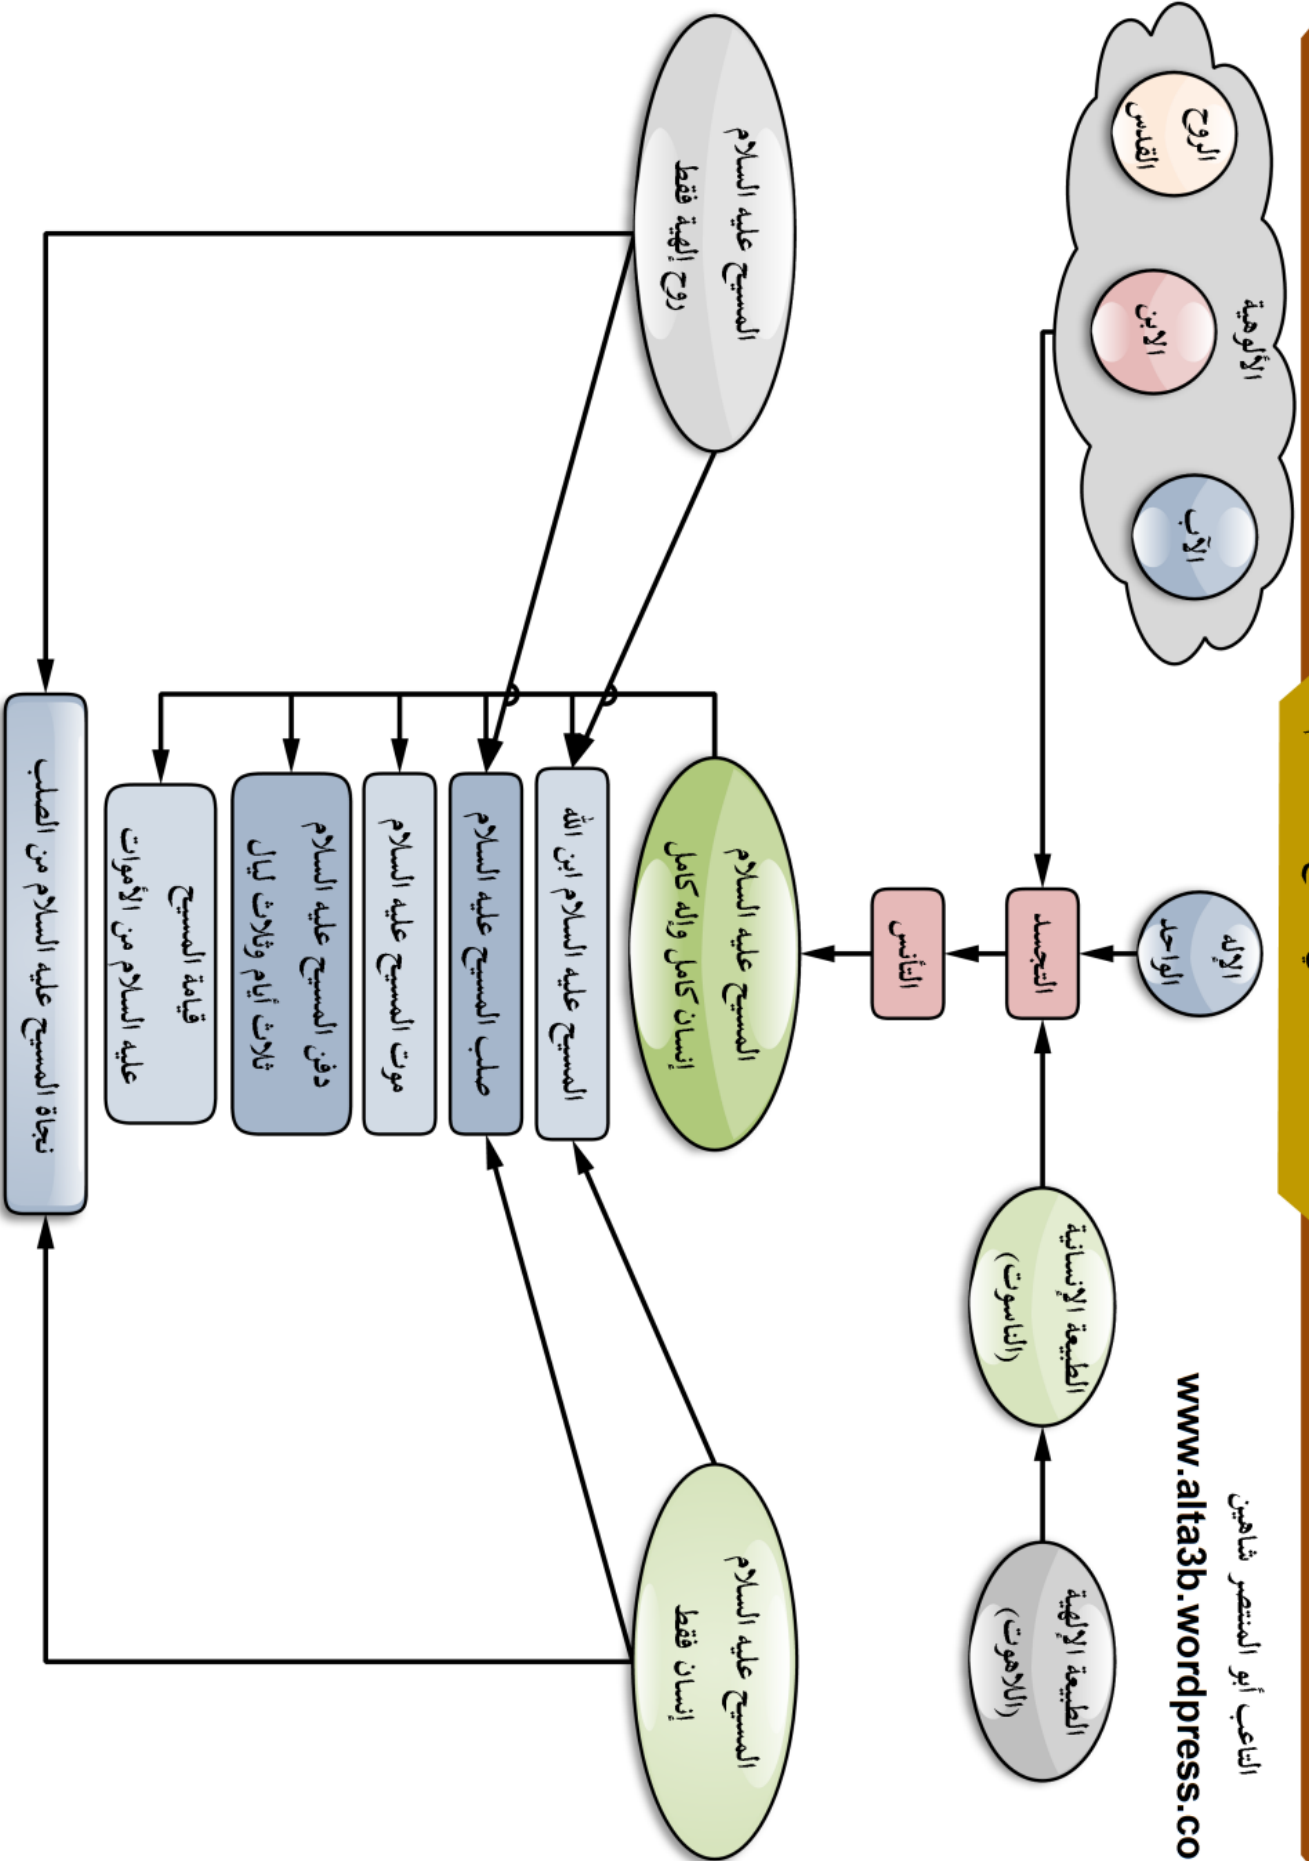 التاعب أبو المنتصر شاهين
www.alta3b.wordpress.co
الألوهية
الآب
الابن
الروح
القدس
الإله
الواحد
التجسد
التأنس
الطبيعة الإنسانية
(الناسوت)
الطبيعة الإلهية
(اللاهوت)
المسيح عليه السلام
روح إلهية فقط
المسيح عليه السلام
إنسان كامل وإله كامل
المسيح عليه السلام
إنسان فقط
المسيح عليه السلام ابن الله
صلب المسيح عليه السلام
موت المسيح عليه السلام
دفن المسيح عليه السلام
ثلاث أيام وثلاث ليال
قيامة المسيح
عليه السلام من الأموات
نجاة المسيح عليه السلام من الصلب